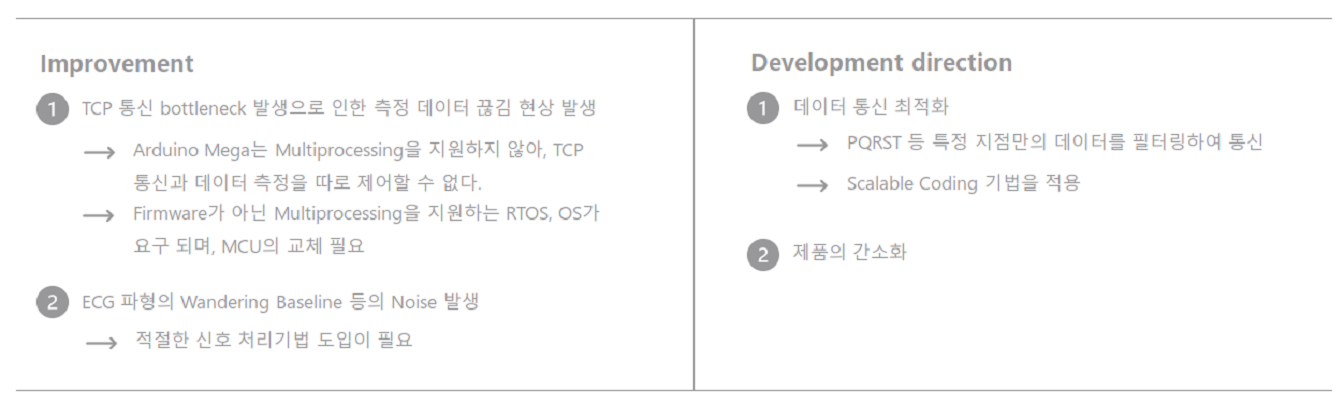 Improvement
1 TCP 통신 bottleneck 발생으로 인한 측정 데이터 끊김 현상 발생
→ Arduino Mega는 Multiprocessing을 지원하지 않아, TCP
통신과 데이터 측정을 따로 제어할 수 없다.
→ Firmware가 아닌 Multiprocessing을 지원하는 RTOS, OS가
요구 되며, MCU의 교체 필요
2 ECG 파형의 Wandering Baseline 등의 Noise 발생
→ 적절한 신호 처리기법 도입이 필요
Development direction
1 데이터 통신 최적화
→ PQRST 등 특정 지점만의 데이터를 필터링하여 통신
→ Scalable Coding 기법을 적용
2 제품의 간소화